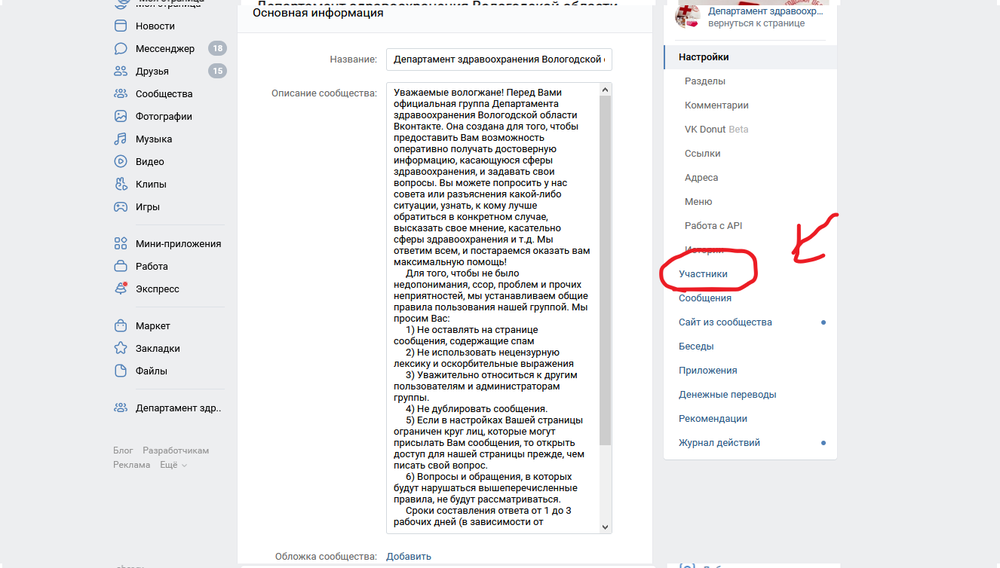 Моя страница
Новости
Мессенджер 18
Друзья 15
Сообщества
Фотографии
Музыка
Видео
Клипы
Игры
Мини-приложения
Работа
Экспресс
Маркет
Закладки
Файлы
Департамент здр..
Блог Разработчикам
Реклама Ещё
Департамент здравоохранения Вологодской области
Основная информация
Название: Департамент здравоохранения Вологодской
Описание сообщества:
Уважаемые вологжане! Перед Вами
официальная группа Департамента
здравоохранения Вологодской области
Вконтакте. Она создана для того, чтобы
предоставить Вам возможность
оперативно получать достоверную
информацию, касающуюся сферы
здравоохранения, и задавать свои
вопросы. Вы можете попросить у нас
совета или разъяснения какой-либо
ситуации, узнать, к кому лучше
обратиться в конкретном случае,
высказать свое мнение, касательно
сферы здравоохранения и т.д. Мы
ответим всем, и постараемся оказать вам
максимальную помощь!
Для того, чтобы не было
недопонимания, ссор, проблем и прочих
неприятностей, мы устанавливаем общие
правила пользования нашей группой. Мы
просим Вас:
1) Не оставлять на странице
сообщения, содержащие спам
2) Не использовать нецензурную
лексику и оскорбительные выражения
3) Уважительно относиться к другим
пользователям и администраторам
группы.
4) Не дублировать сообщения.
5) Если в настройках Вашей страницы
ограничен круг лиц, которые могут
присылать Вам сообщения, то открыть
доступ для нашей страницы прежде, чем
писать свой вопрос.
6) Вопросы и обращения, в которых
будут нарушаться вышеперечисленные
правила, не будут рассматриваться.
Сроки составления ответа от 1 до 3
рабочих дней (в зависимости от
Обложка сообщества: Добавить
Департамент здравоохр...
вернуться к странице
Настройки
Разделы
Комментарии
VK Donut Beta
Ссылки
Адреса
Меню
Работа с API
Истории
Участники
Сообщения
Сайт из сообщества
Беседы
Приложения
Денежные переводы
Рекомендации
Журнал действий